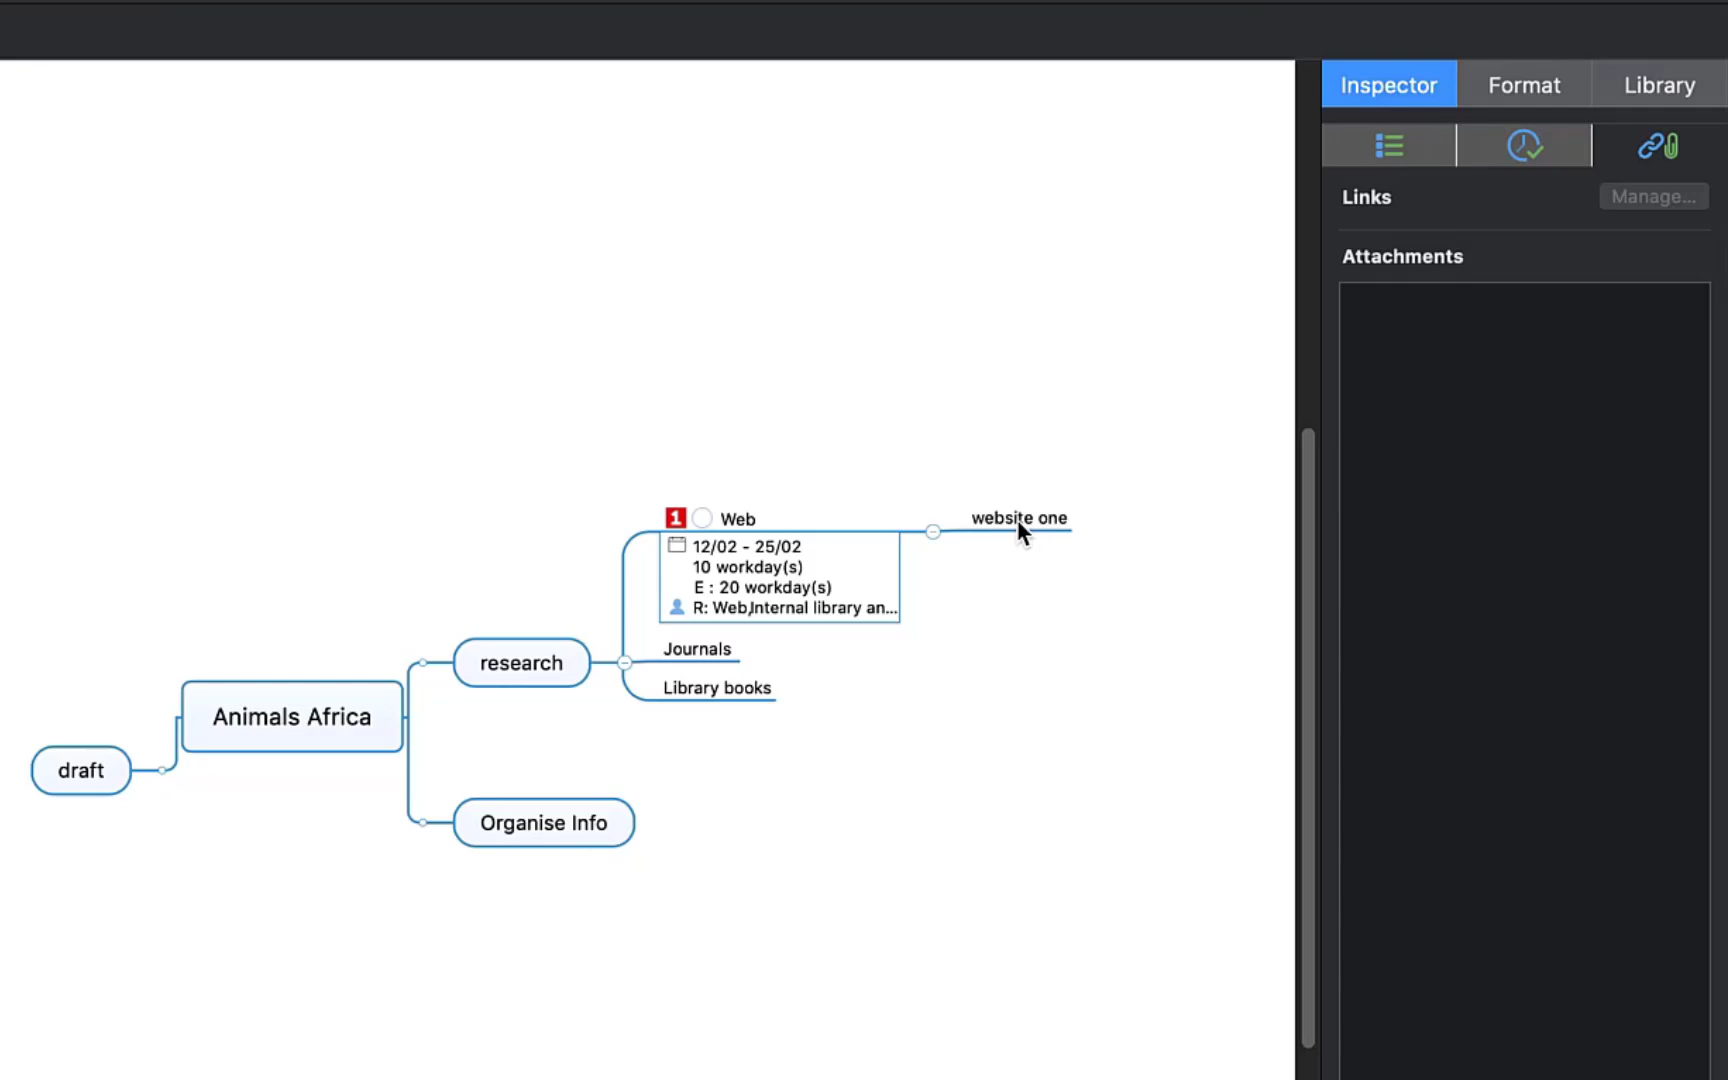 Inspector Format Library
Links Manage...
Attachments
1 Web
website one
12/02 - 25/02
10 workday(s)
E : 20 workday(s)
R: Web,Internal library an...
Journals
research
Library books
Animals Africa
draft
Organise Info